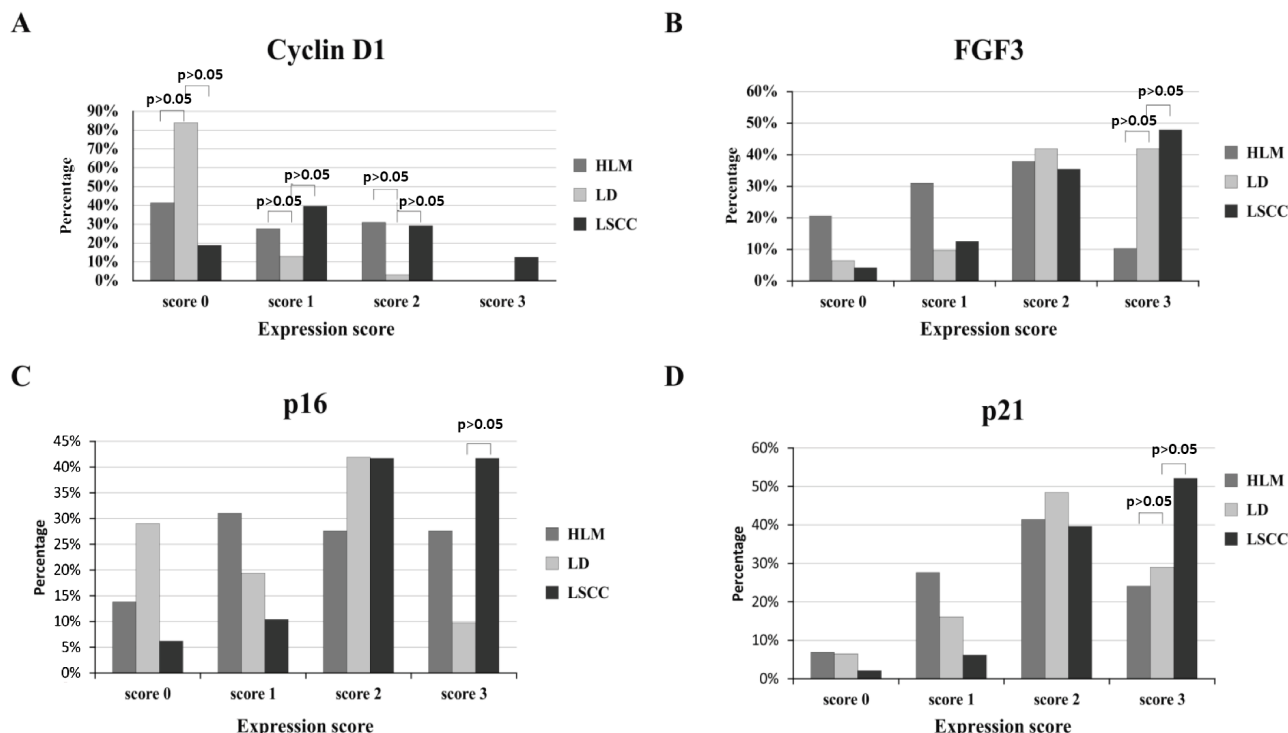 A
Cyclin D1
p>0.05
p>0.05
90%
80%
70%
60%
50%
40%
30%
20%
10%
0%
Percentage
p>0.05
p>0.05
p>0.05
p>0.05
score 0 score 1 score 2 score 3
Expression score
HLM
LD
LSCC
B
FGF3
60%
50%
40%
30%
20%
10%
0%
Percentage
p>0.05
p>0.05
score 0 score 1 score 2 score 3
Expression score
HLM
LD
LSCC
C
p16
45%
40%
35%
30%
25%
20%
15%
10%
5%
0%
Percentage
p>0.05
score 0 score 1 score 2 score 3
Expression score
HLM
LD
LSCC
D
p21
60%
50%
40%
30%
20%
10%
0%
Percentage
p>0.05
p>0.05
score 0 score 1 score 2 score 3
Expression score
HLM
LD
LSCC